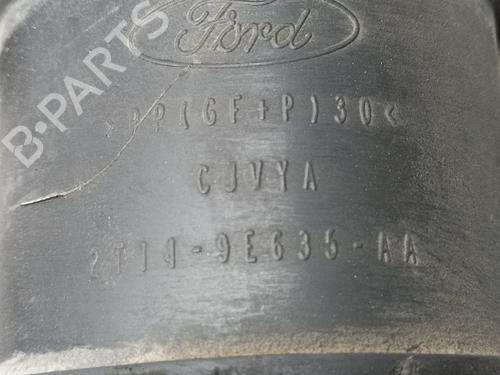 Ford
>PP(GF+P)30<
CJVYA
2T14-9E635-AA
B-PARTS